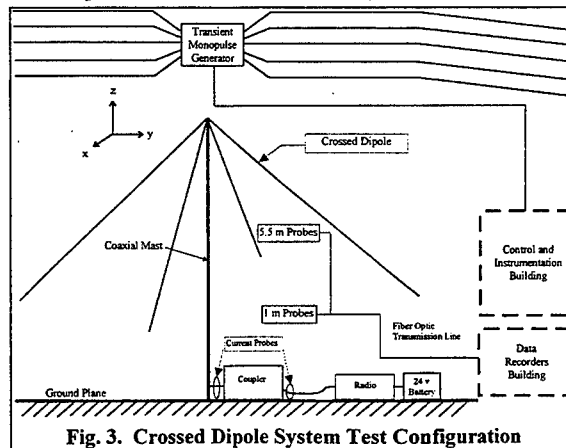 Transient
Monopulse
Generator
z
y
x
Crossed Dipole
5.5 m Probes
Coaxial Mast
Control and
Instrumentation
Building
1 m Probes
Fiber Optic
Transmission Line
Current Probes
Data
Recorders
Building
Coupler
Radio
24 v
Battery
Ground Plane
Fig. 3. Crossed Dipole System Test Configuration